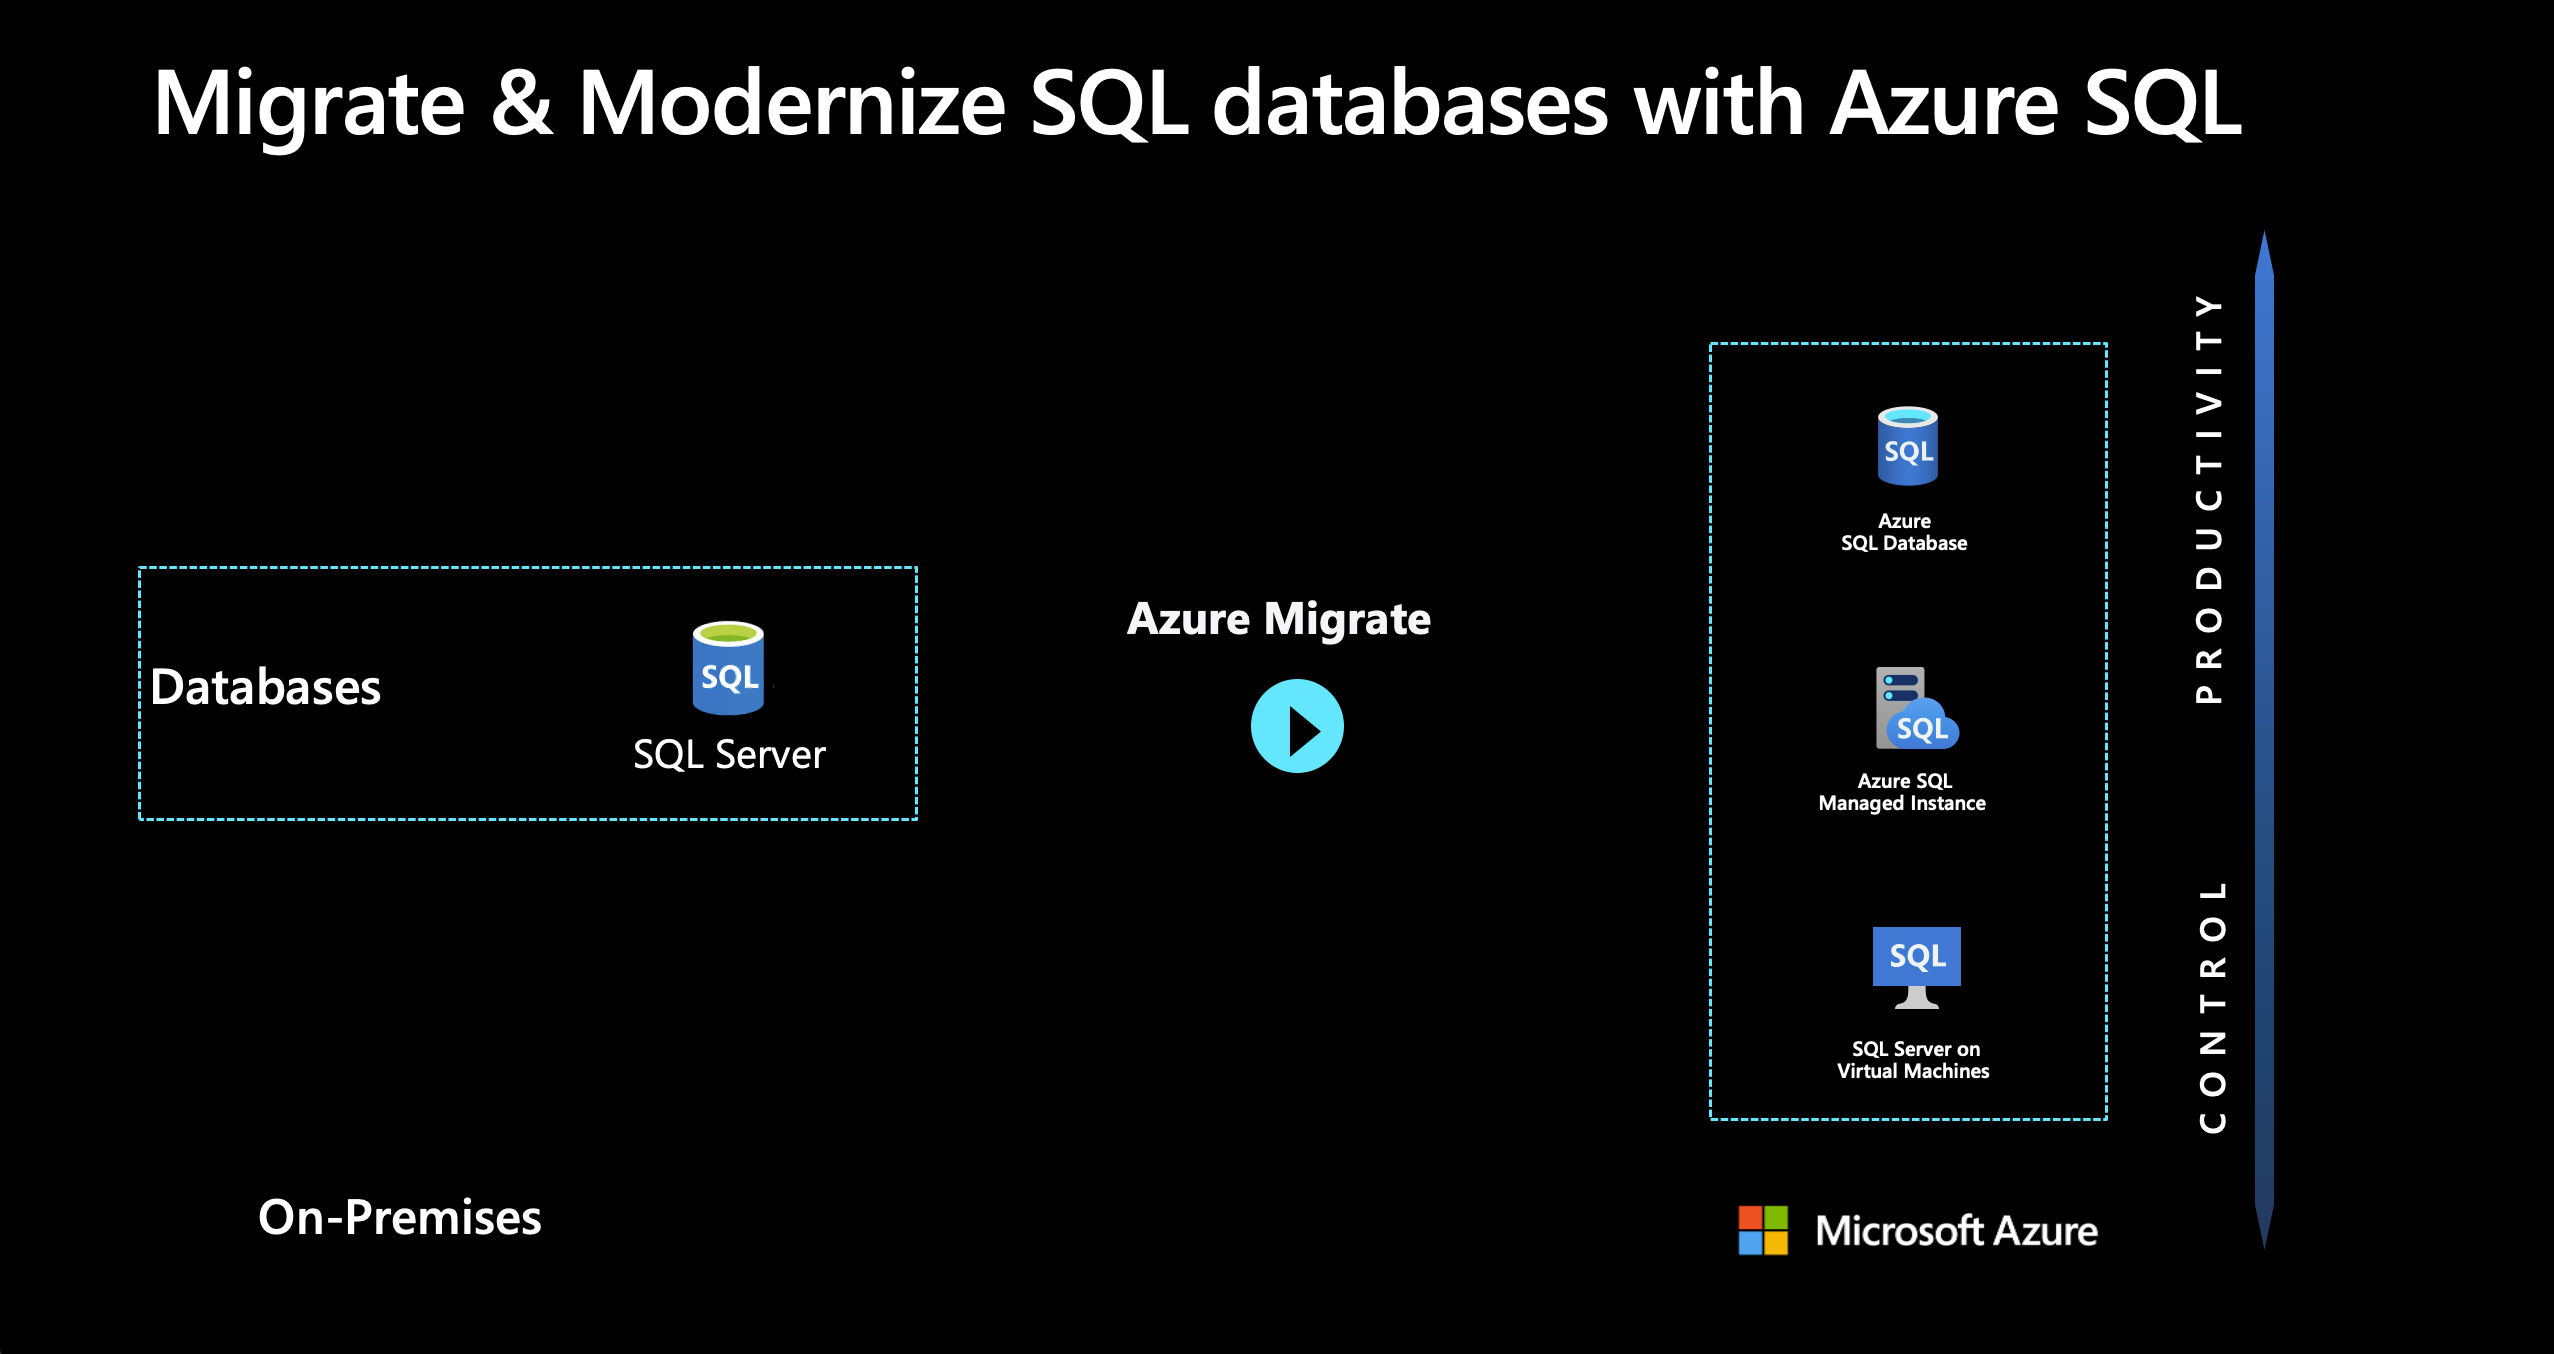 Migrate & Modernize SQL databases with Azure SQL
Databases
SQL
SQL Server
On-Premises
Azure Migrate
SQL
Azure
SQL Database
SQL
Azure SQL
Managed Instance
SQL
SQL Server on
Virtual Machines
Microsoft Azure
PRODUCTIVITY
CONTROL